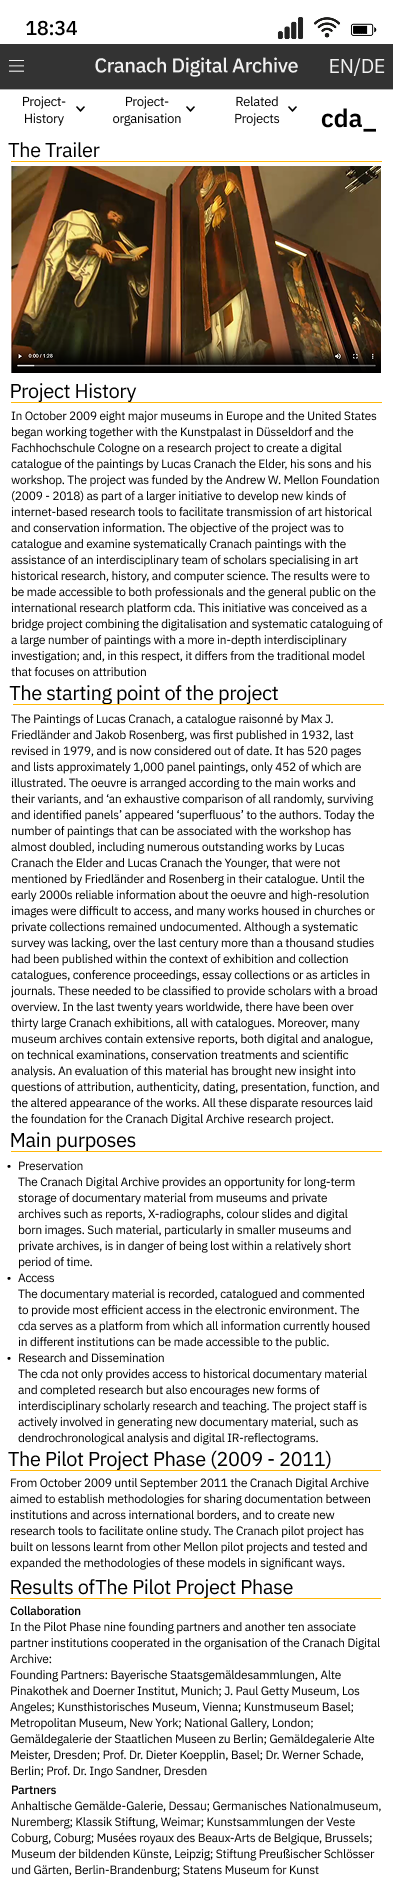 18:34
Cranach Digital Archive
EN/DE
Project-
History
Project-
organisation
Related
Projects
cda_
The Trailer
0:00 / 1:28
Project History
In October 2009 eight major museums in Europe and the United States
began working together with the Kunstpalast in Düsseldorf and the
Fachhochschule Cologne on a research project to create a digital
catalogue of the paintings by Lucas Cranach the Elder, his sons and his
workshop. The project was funded by the Andrew W. Mellon Foundation
(2009 - 2018) as part of a larger initiative to develop new kinds of
internet-based research tools to facilitate transmission of art historical
and conservation information. The objective of the project was to
catalogue and examine systematically Cranach paintings with the
assistance of an interdisciplinary team of scholars specialising in art
historical research, history, and computer science. The results were to
be made accessible to both professionals and the general public on the
international research platform cda. This initiative was conceived as a
bridge project combining the digitalisation and systematic cataloguing of
a large number of paintings with a more in-depth interdisciplinary
investigation; and, in this respect, it differs from the traditional model
that focuses on attribution
The starting point of the project
The Paintings of Lucas Cranach, a catalogue raisonné by Max J.
Friedländer and Jakob Rosenberg, was first published in 1932, last
revised in 1979, and is now considered out of date. It has 520 pages
and lists approximately 1,000 panel paintings, only 452 of which are
illustrated. The oeuvre is arranged according to the main works and
their variants, and ‘an exhaustive comparison of all randomly, surviving
and identified panels’ appeared ‘superfluous’ to the authors. Today the
number of paintings that can be associated with the workshop has
almost doubled, including numerous outstanding works by Lucas
Cranach the Elder and Lucas Cranach the Younger, that were not
mentioned by Friedländer and Rosenberg in their catalogue. Until the
early 2000s reliable information about the oeuvre and high-resolution
images were difficult to access, and many works housed in churches or
private collections remained undocumented. Although a systematic
survey was lacking, over the last century more than a thousand studies
had been published within the context of exhibition and collection
catalogues, conference proceedings, essay collections or as articles in
journals. These needed to be classified to provide scholars with a broad
overview. In the last twenty years worldwide, there have been over
thirty large Cranach exhibitions, all with catalogues. Moreover, many
museum archives contain extensive reports, both digital and analogue,
on technical examinations, conservation treatments and scientific
analysis. An evaluation of this material has brought new insight into
questions of attribution, authenticity, dating, presentation, function, and
the altered appearance of the works. All these disparate resources laid
the foundation for the Cranach Digital Archive research project.
Main purposes
• Preservation
The Cranach Digital Archive provides an opportunity for long-term
storage of documentary material from museums and private
archives such as reports, X-radiographs, colour slides and digital
born images. Such material, particularly in smaller museums and
private archives, is in danger of being lost within a relatively short
period of time.
• Access
The documentary material is recorded, catalogued and commented
to provide most efficient access in the electronic environment. The
cda serves as a platform from which all information currently housed
in different institutions can be made accessible to the public.
• Research and Dissemination
The cda not only provides access to historical documentary material
and completed research but also encourages new forms of
interdisciplinary scholarly research and teaching. The project staff is
actively involved in generating new documentary material, such as
dendrochronological analysis and digital IR-reflectograms.
The Pilot Project Phase (2009 - 2011)
From October 2009 until September 2011 the Cranach Digital Archive
aimed to establish methodologies for sharing documentation between
institutions and across international borders, and to create new
research tools to facilitate online study. The Cranach pilot project has
built on lessons learnt from other Mellon pilot projects and tested and
expanded the methodologies of these models in significant ways.
Results ofThe Pilot Project Phase
Collaboration
In the Pilot Phase nine founding partners and another ten associate
partner institutions cooperated in the organisation of the Cranach Digital
Archive:
Founding Partners: Bayerische Staatsgemäldesammlungen, Alte
Pinakothek and Doerner Institut, Munich; J. Paul Getty Museum, Los
Angeles; Kunsthistorisches Museum, Vienna; Kunstmuseum Basel;
Metropolitan Museum, New York; National Gallery, London;
Gemäldegalerie der Staatlichen Museen zu Berlin; Gemäldegalerie Alte
Meister, Dresden; Prof. Dr. Dieter Koepplin, Basel; Dr. Werner Schade,
Berlin; Prof. Dr. Ingo Sandner, Dresden
Partners
Anhaltische Gemälde-Galerie, Dessau; Germanisches Nationalmuseum,
Nuremberg; Klassik Stiftung, Weimar; Kunstsammlungen der Veste
Coburg, Coburg; Musées royaux des Beaux-Arts de Belgique, Brussels;
Museum der bildenden Künste, Leipzig; Stiftung Preußischer Schlösser
und Gärten, Berlin-Brandenburg; Statens Museum for Kunst